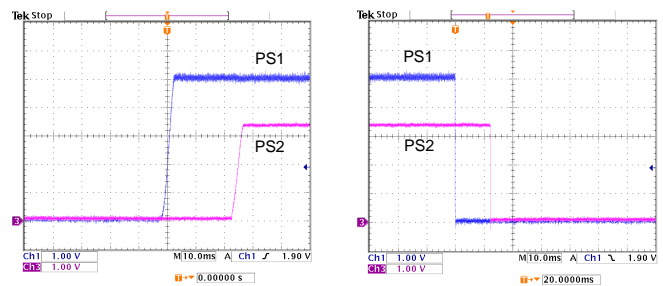 Tek Stop
T
T
PS1
PS2
3
Ch1 1.00 V M 10.0ms A Ch1 1.90 V
Ch3 1.00 V
T 0.00000 s
Tek Stop
T
T
PS1
PS2
3
Ch1 1.00 V M 10.0ms A Ch1 1.90 V
Ch3 1.00 V
T 20.0000ms